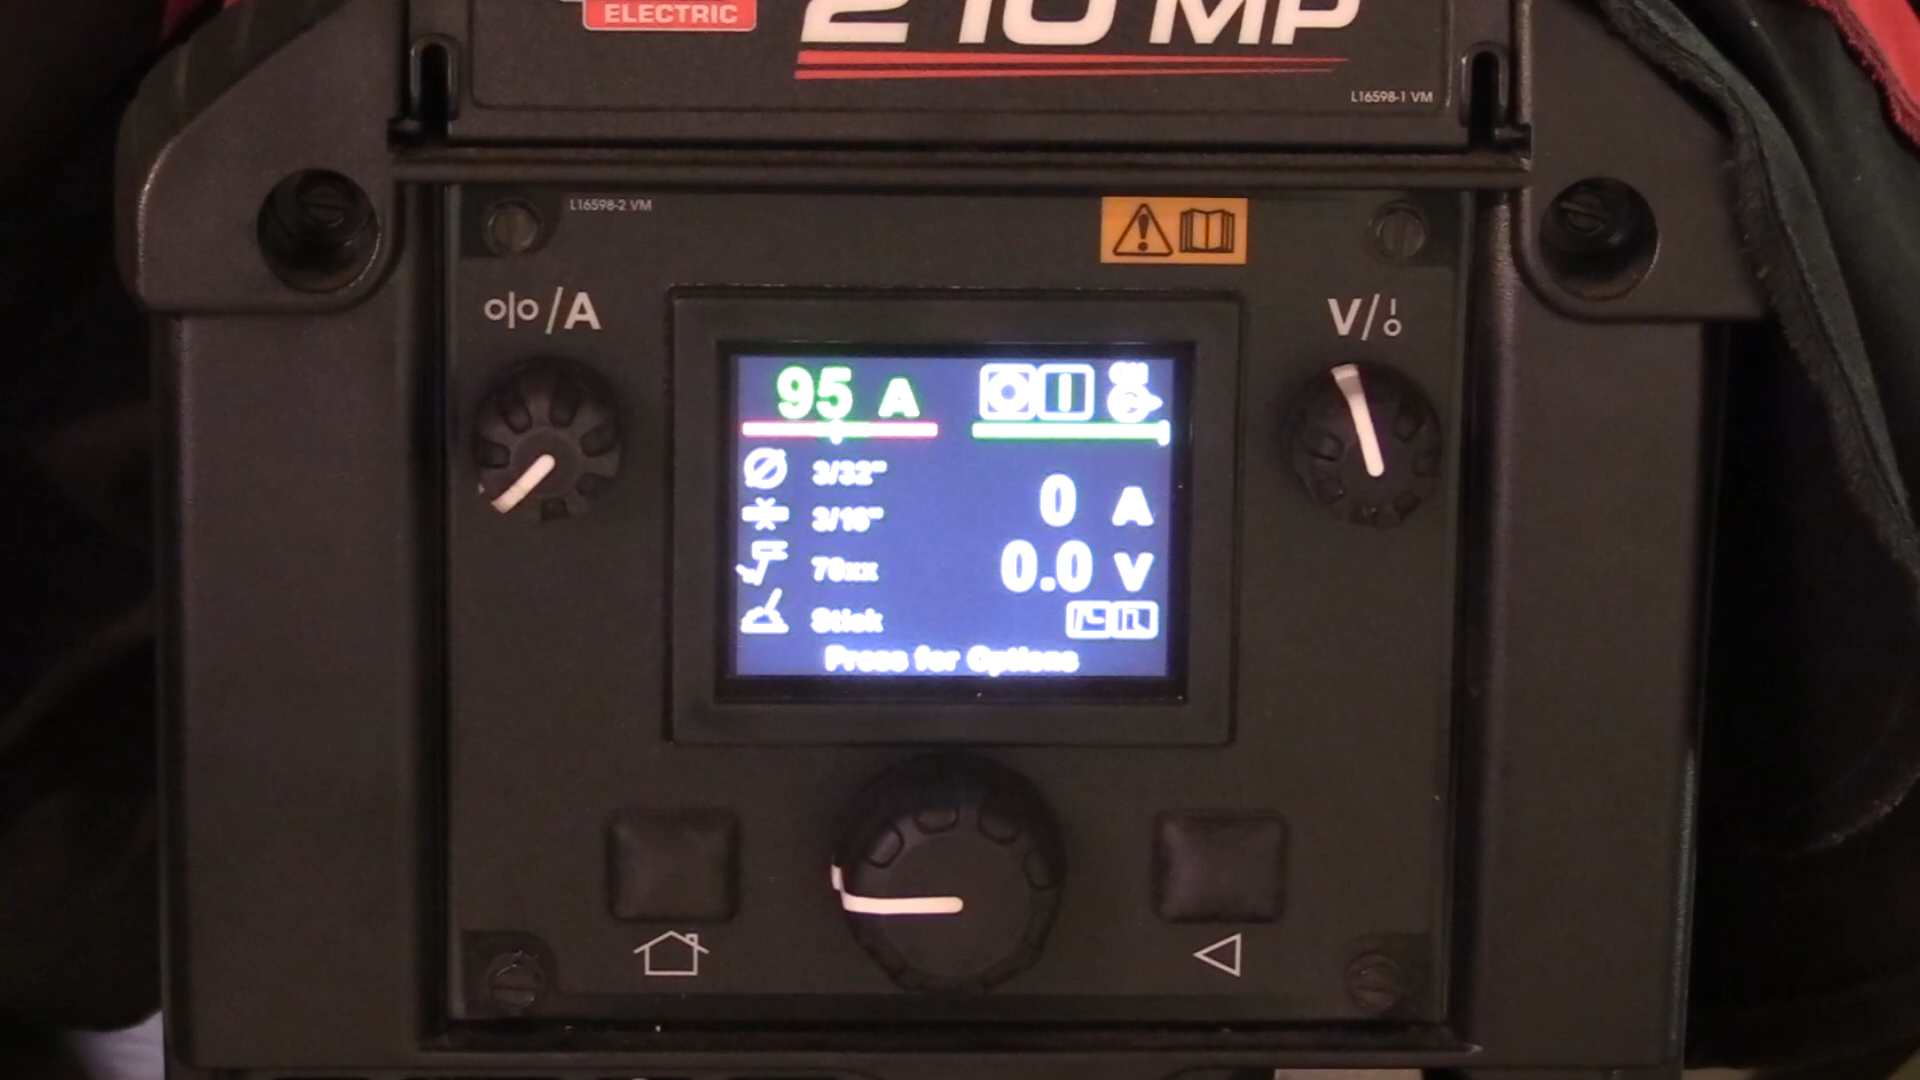 ELECTRIC
210 MP
L16598-1 VM
L16598-2 VM
o|o/A
V/
95 A
ON
3/32"
0 A
3/16"
0.0 V
70xx
Stick
Press for Options